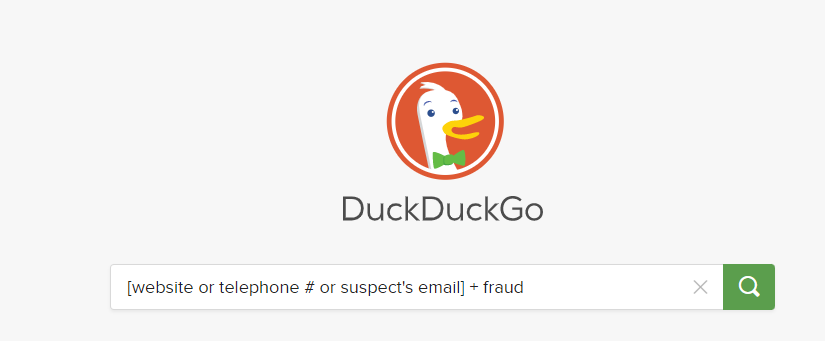 DuckDuckGo
[website or telephone # or suspect's email] + fraud